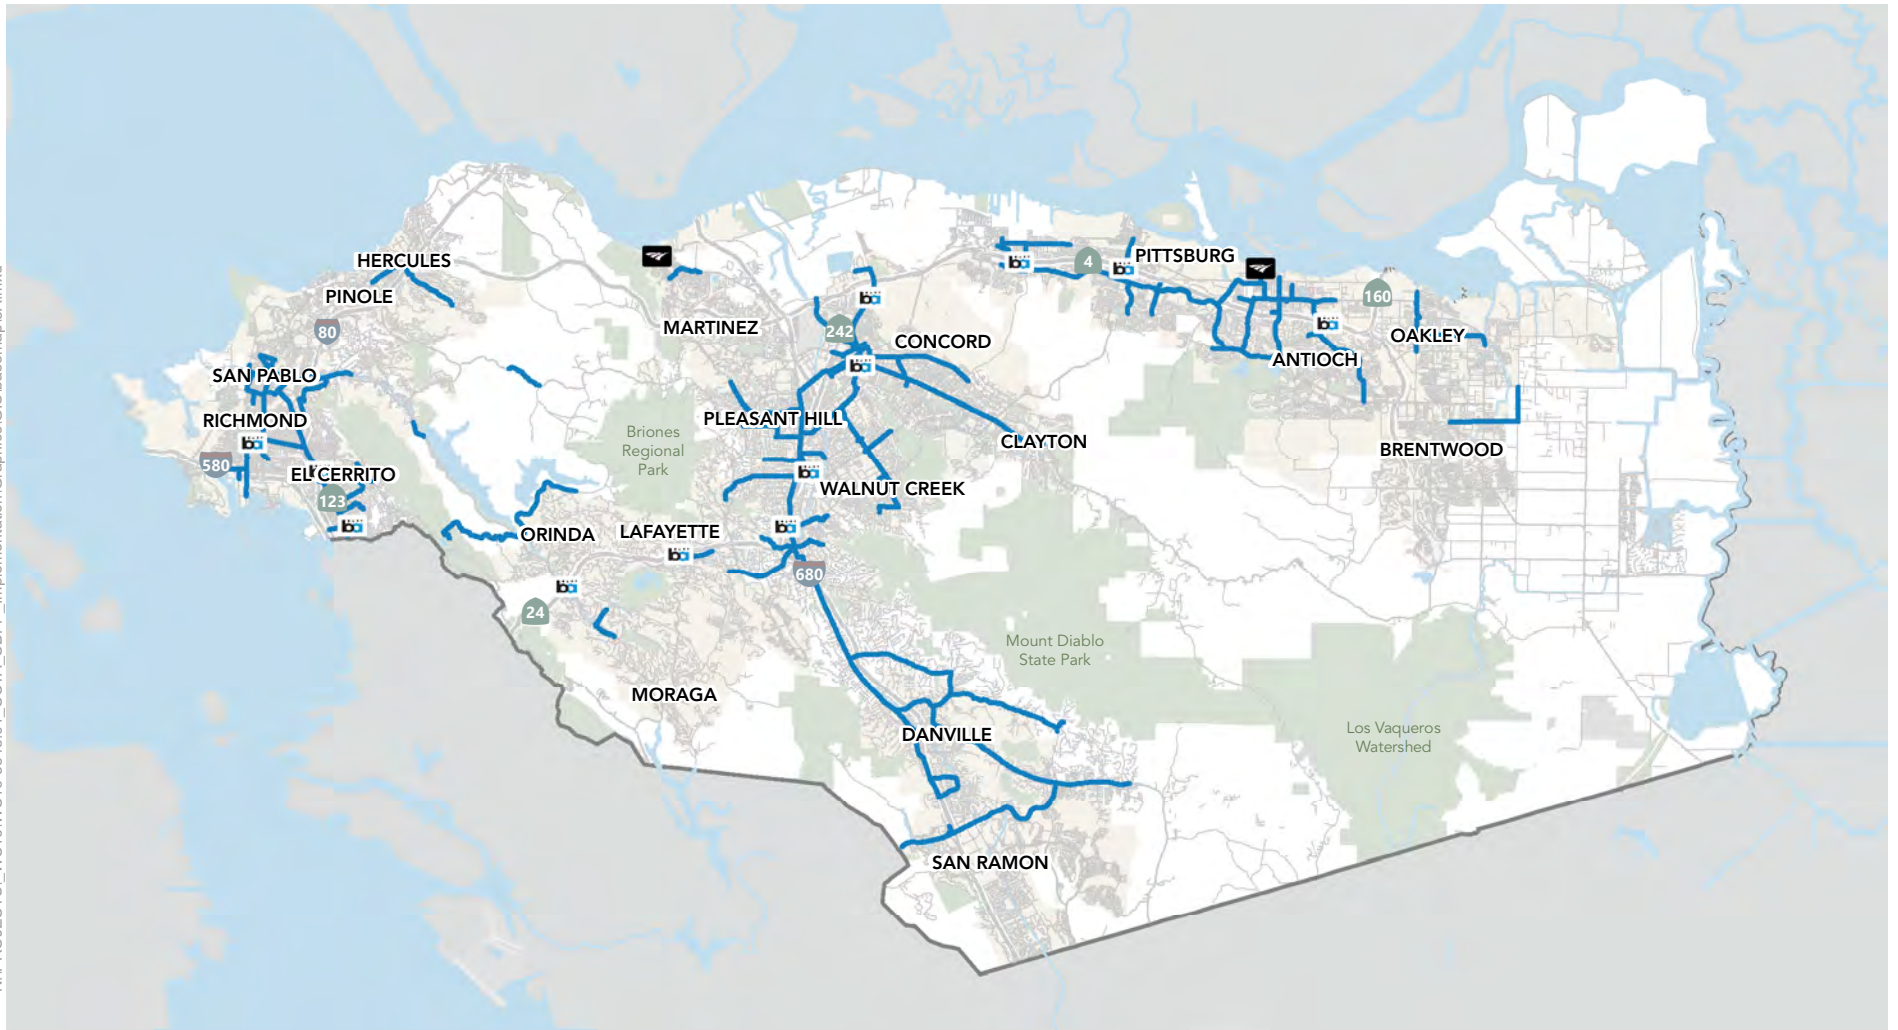 HERCULES
PINOLE
80
SAN PABLO
RICHMOND
580
EL CERRITO
123
MARTINEZ
242
CONCORD
PITTSBURG
4
160
OAKLEY
ANTIOCH
PLEASANT HILL
CLAYTON
BRENTWOOD
Briones
Regional
Park
WALNUT CREEK
ORINDA
LAFAYETTE
680
24
Mount Diablo
State Park
MORAGA
DANVILLE
Los Vaqueros
Watershed
SAN RAMON